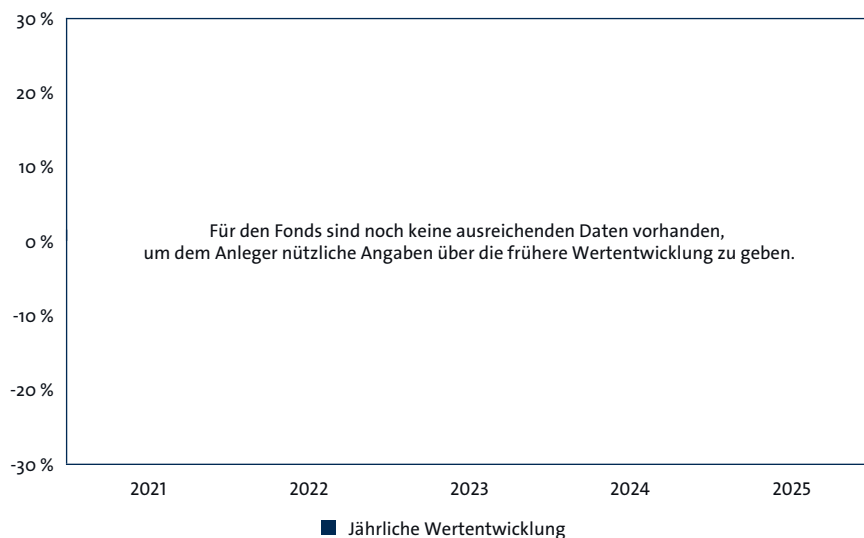 30 %
20 %
10 %
0 %
-10 %
-20 %
-30 %
Für den Fonds sind noch keine ausreichenden Daten vorhanden,
um dem Anleger nützliche Angaben über die frühere Wertentwicklung zu geben.
2021 2022 2023 2024 2025
Jährliche Wertentwicklung